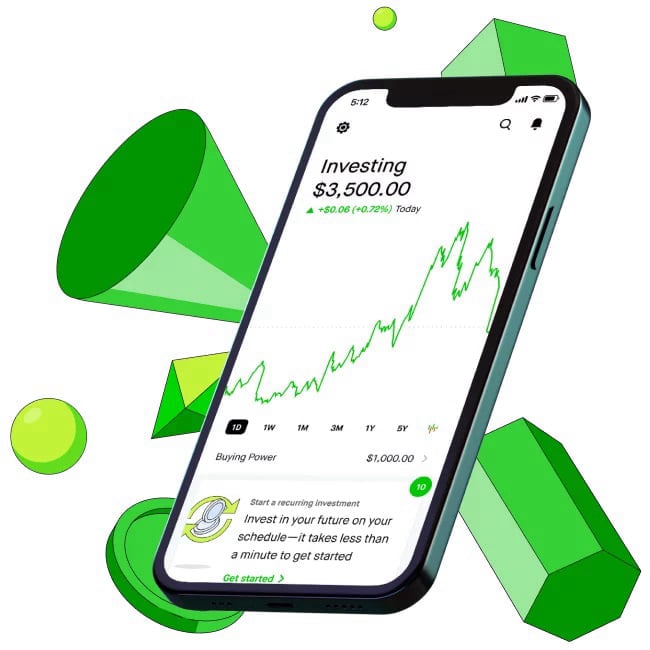 5:12
Investing
$3,500.00
▲ +$0.06 (+0.72%) Today
1D 1W 1M 3M 1Y 5Y
Buying Power $1,000.00 >
10
Start a recurring investment
Invest in your future on your
schedule—it takes less than
a minute to get started
Get started >